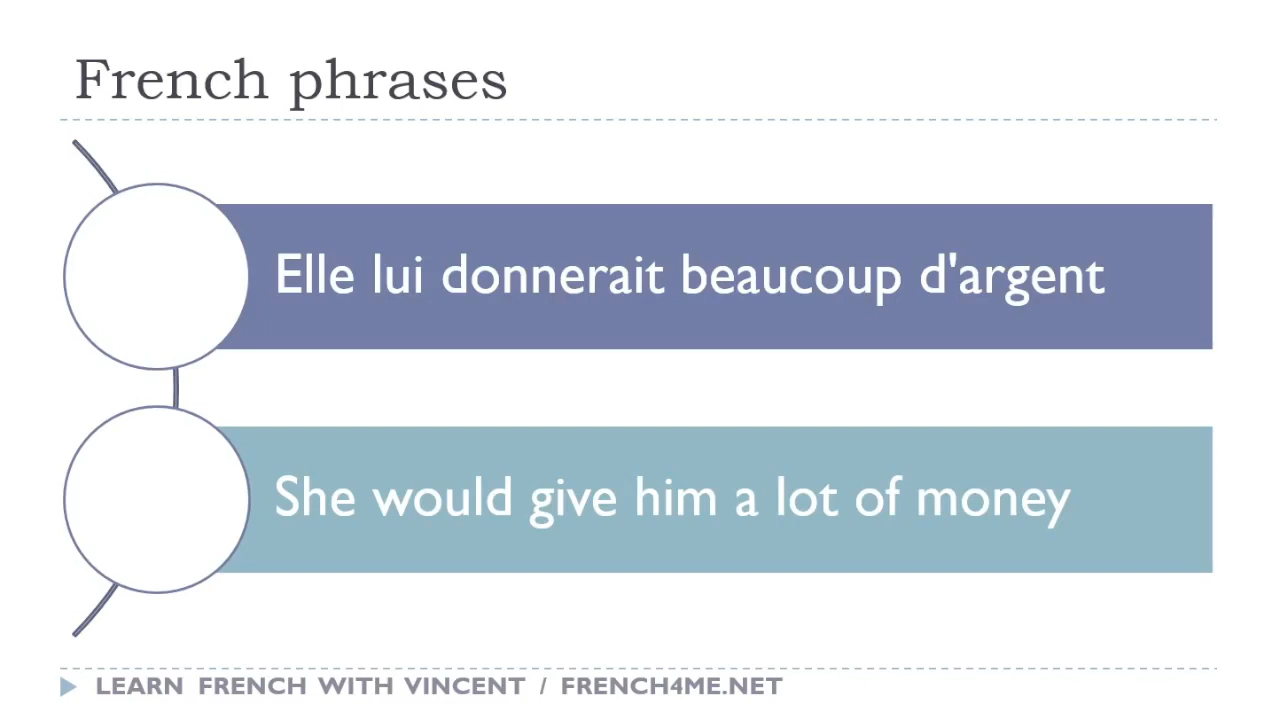 French phrases
Elle lui donnerait beaucoup d'argent
She would give him a lot of money
LEARN FRENCH WITH VINCENT / FRENCH4ME.NET